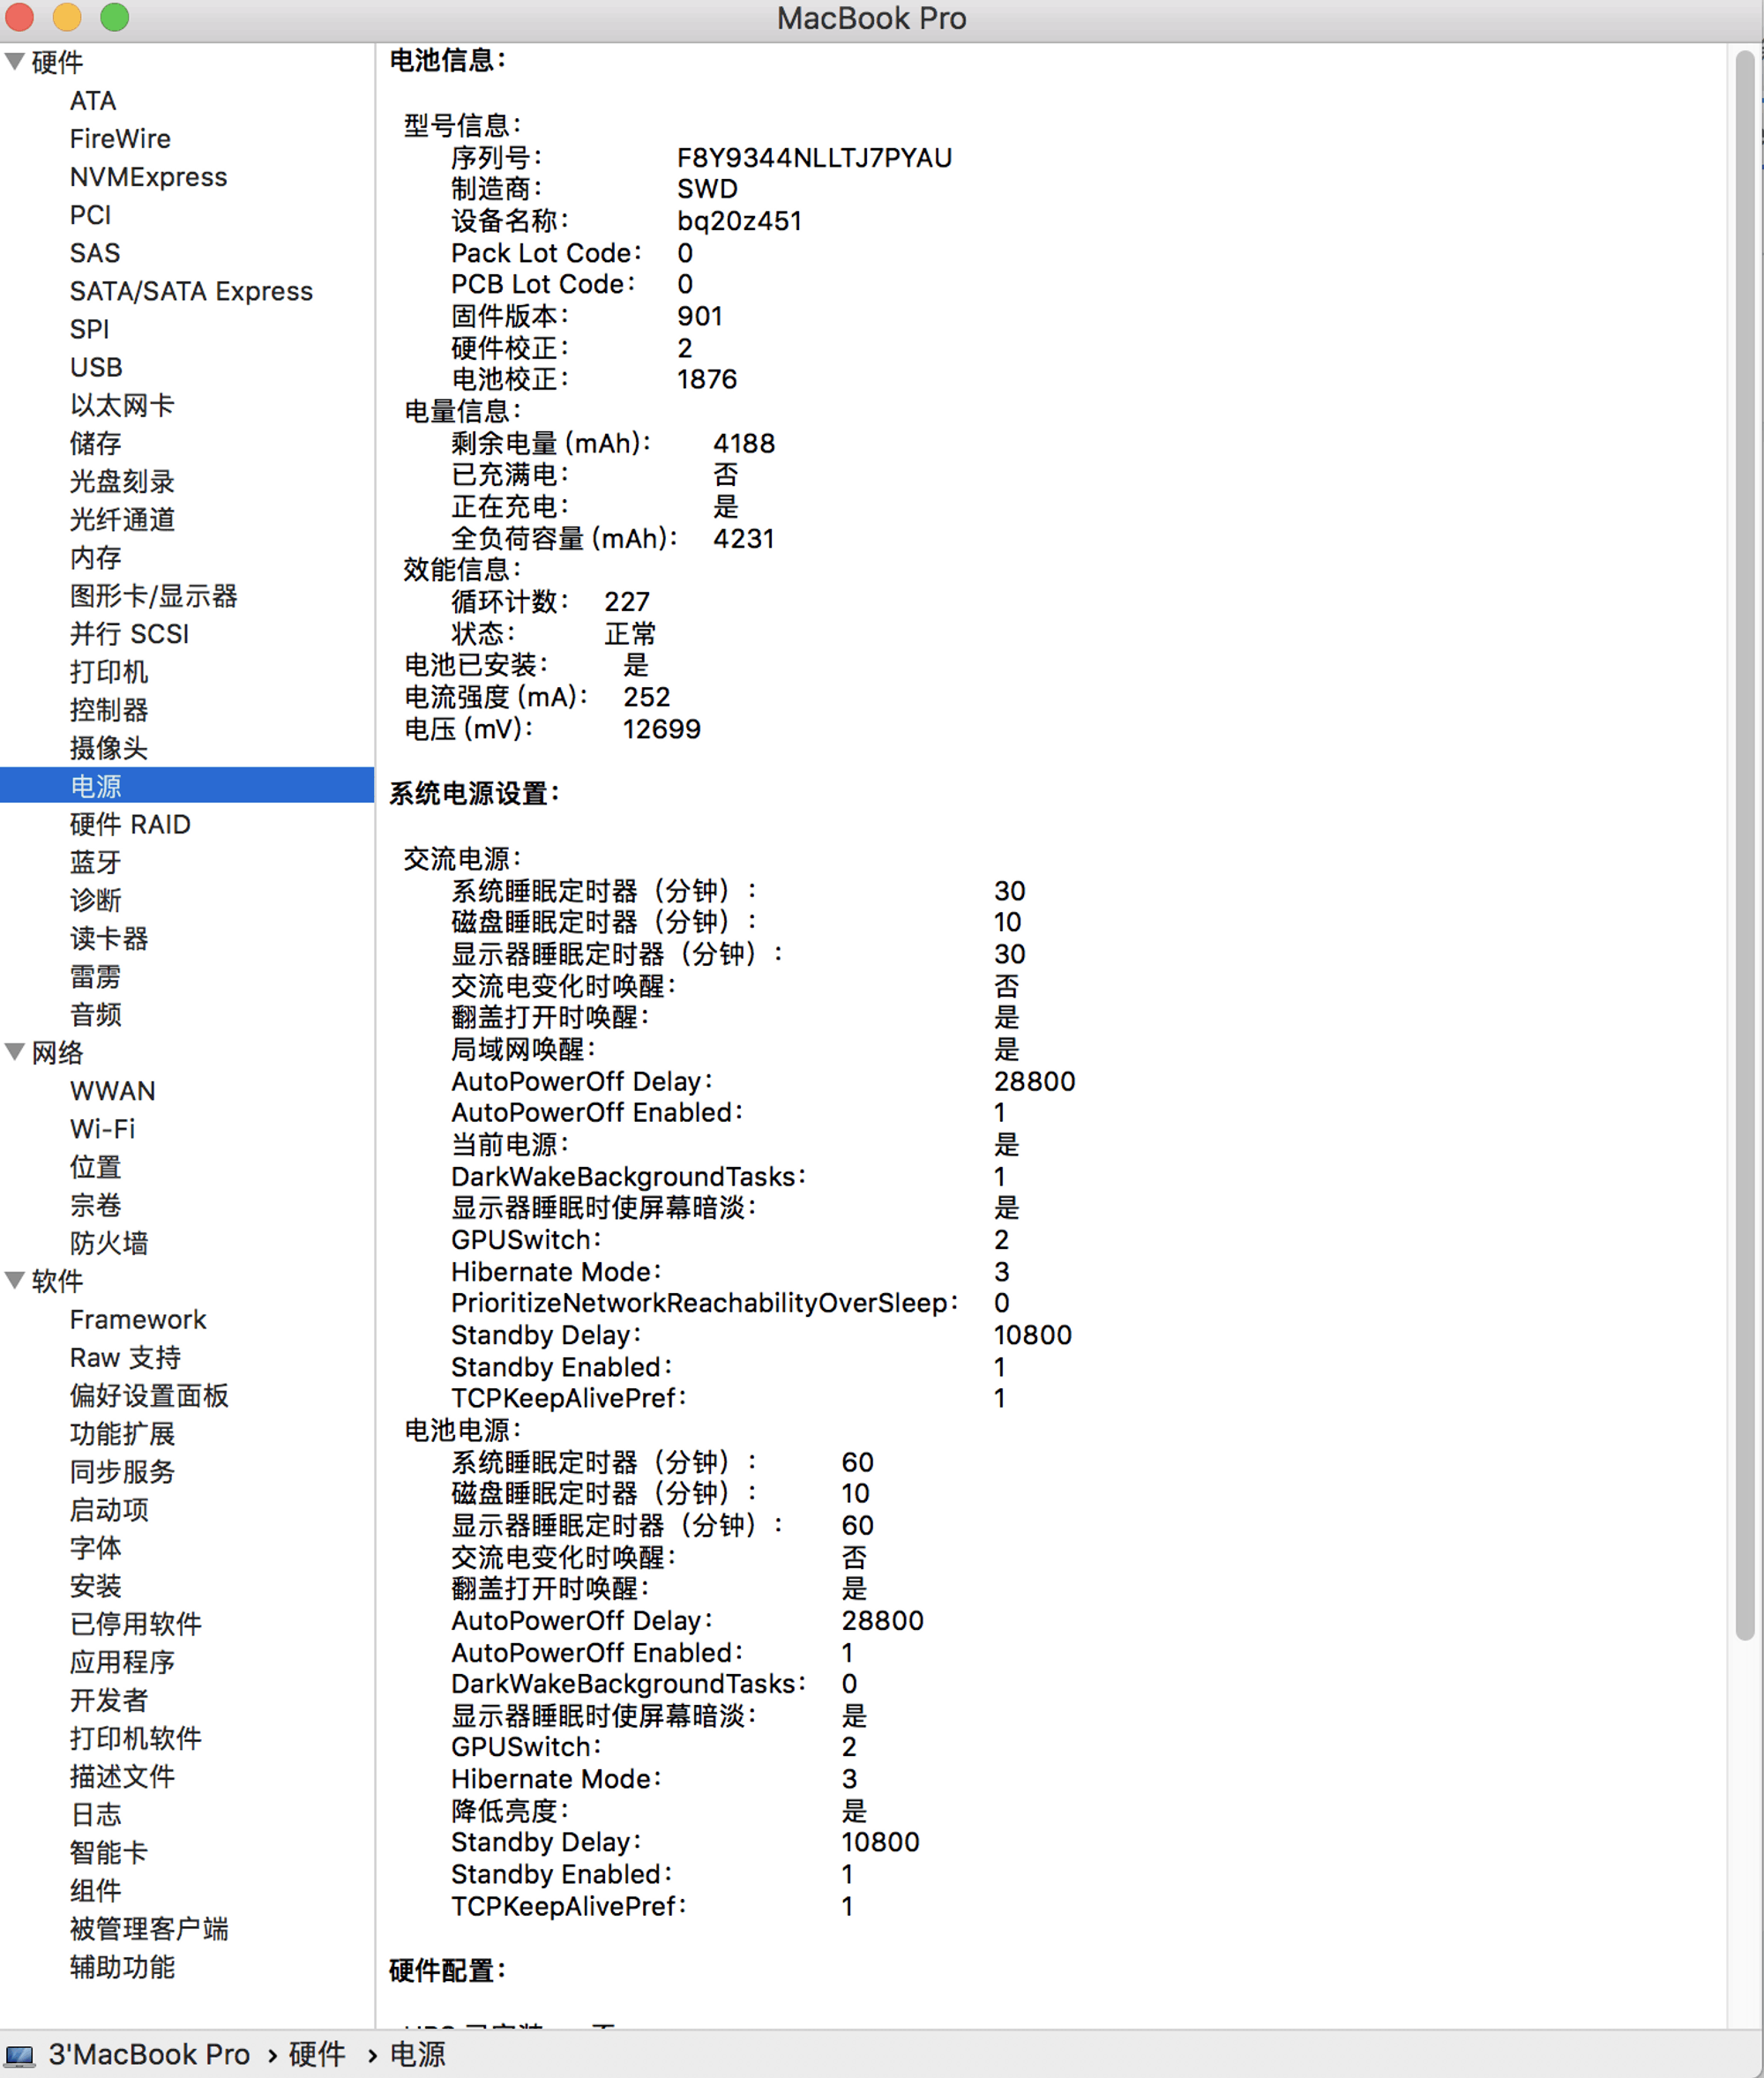 MacBook Pro
硬件
ATA
FireWire
NVMExpress
PCI
SAS
SATA/SATA Express
SPI
USB
以太网卡
储存
光盘刻录
光纤通道
内存
图形卡/显示器
并行 SCSI
打印机
控制器
摄像头
电源
硬件 RAID
蓝牙
诊断
读卡器
雷雳
音频
网络
WWAN
Wi-Fi
位置
宗卷
防火墙
软件
Framework
Raw 支持
偏好设置面板
功能扩展
同步服务
启动项
字体
安装
已停用软件
应用程序
开发者
打印机软件
描述文件
日志
智能卡
组件
被管理客户端
辅助功能
电池信息：
型号信息：
序列号： F8Y9344NLLTJ7PYAU
制造商： SWD
设备名称： bq20z451
Pack Lot Code： 0
PCB Lot Code： 0
固件版本： 901
硬件校正： 2
电池校正： 1876
电量信息：
剩余电量 (mAh)： 4188
已充满电： 否
正在充电： 是
全负荷容量 (mAh)： 4231
效能信息：
循环计数： 227
状态： 正常
电池已安装： 是
电流强度 (mA)： 252
电压 (mV)： 12699
系统电源设置：
交流电源：
系统睡眠定时器（分钟）： 30
磁盘睡眠定时器（分钟）： 10
显示器睡眠定时器（分钟）： 30
交流电变化时唤醒： 否
翻盖打开时唤醒： 是
局域网唤醒： 是
AutoPowerOff Delay： 28800
AutoPowerOff Enabled： 1
当前电源： 是
DarkWakeBackgroundTasks： 1
显示器睡眠时使屏幕暗淡： 是
GPUSwitch： 2
Hibernate Mode： 3
PrioritizeNetworkReachabilityOverSleep： 0
Standby Delay： 10800
Standby Enabled： 1
TCPKeepAlivePref： 1
电池电源：
系统睡眠定时器（分钟）： 60
磁盘睡眠定时器（分钟）： 10
显示器睡眠定时器（分钟）： 60
交流电变化时唤醒： 否
翻盖打开时唤醒： 是
AutoPowerOff Delay： 28800
AutoPowerOff Enabled： 1
DarkWakeBackgroundTasks： 0
显示器睡眠时使屏幕暗淡： 是
GPUSwitch： 2
Hibernate Mode： 3
降低亮度： 是
Standby Delay： 10800
Standby Enabled： 1
TCPKeepAlivePref： 1
硬件配置：
3'MacBook Pro › 硬件 › 电源